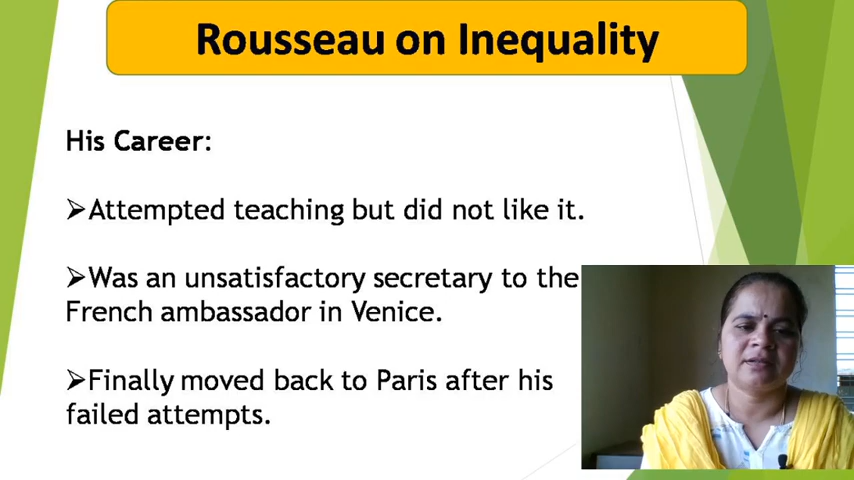 Rousseau on Inequality
His Career:
➢Attempted teaching but did not like it.
➢Was an unsatisfactory secretary to the
French ambassador in Venice.
➢Finally moved back to Paris after his
failed attempts.